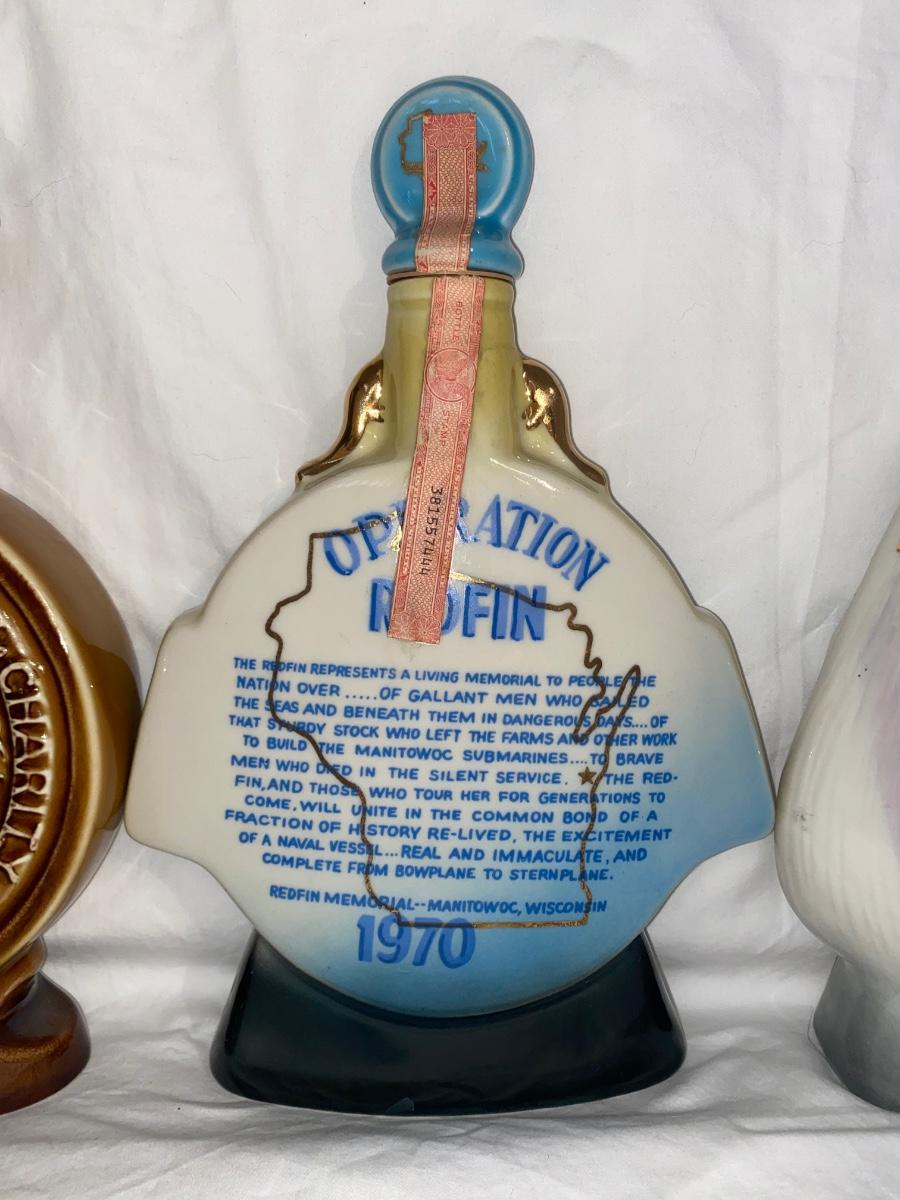 BOTTLE
STAMP
381557444
OPERATION
REDFIN
THE REDFIN REPRESENTS A LIVING MEMORIAL TO PEOPLE THE
NATION OVER.....OF GALLANT MEN WHO SAILED
THE SEAS AND BENEATH THEM IN DANGEROUS DAYS....OF
THAT STURDY STOCK WHO LEFT THE FARMS AND OTHER WORK
TO BUILD THE MANITOWOC SUBMARINES....TO BRAVE
MEN WHO DIED IN THE SILENT SERVICE. THE RED-
FIN, AND THOSE WHO TOUR HER FOR GENERATIONS TO
COME, WILL UNITE IN THE COMMON BOND OF A
FRACTION OF HISTORY RE-LIVED, THE EXCITEMENT
OF A NAVAL VESSEL... REAL AND IMMACULATE, AND
COMPLETE FROM BOWPLANE TO STERNPLANE.
REDFIN MEMORIAL--MANITOWOC, WISCONSIN
1970
CHARITY